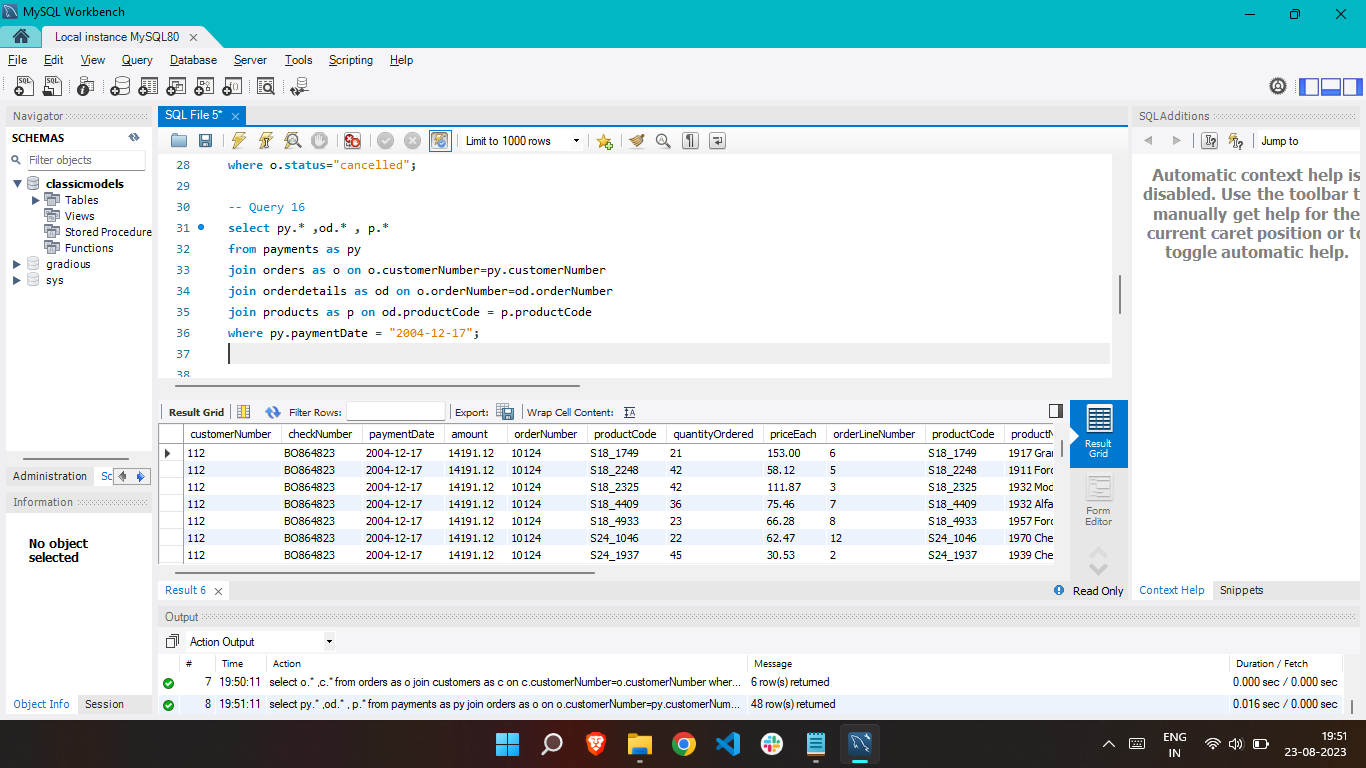 MySQL Workbench
Local instance MySQL80
File Edit View Query Database Server Tools Scripting Help
Navigator
SCHEMAS
Filter objects
classicmodels
Tables
Views
Stored Procedure
Functions
gradious
sys
Administration Sc
Information
No object
selected
Object Info Session
SQL File 5*
Limit to 1000 rows
28 where o.status="cancelled";
29
30 -- Query 16
31 select py.* ,od.* , p.*
32 from payments as py
33 join orders as o on o.customerNumber=py.customerNumber
34 join orderdetails as od on o.orderNumber=od.orderNumber
35 join products as p on od.productCode = p.productCode
36 where py.paymentDate = "2004-12-17";
37
38
Result Grid Filter Rows: Export: Wrap Cell Content:
customerNumber checkNumber paymentDate amount orderNumber productCode quantityOrdered priceEach orderLineNumber productCode productN
112 BO864823 2004-12-17 14191.12 10124 S18_1749 21 153.00 6 S18_1749 1917 Gran
112 BO864823 2004-12-17 14191.12 10124 S18_2248 42 58.12 5 S18_2248 1911 Ford
112 BO864823 2004-12-17 14191.12 10124 S18_2325 42 111.87 3 S18_2325 1932 Mod
112 BO864823 2004-12-17 14191.12 10124 S18_4409 36 75.46 7 S18_4409 1932 Alfa
112 BO864823 2004-12-17 14191.12 10124 S18_4933 23 66.28 8 S18_4933 1957 Ford
112 BO864823 2004-12-17 14191.12 10124 S24_1046 22 62.47 12 S24_1046 1970 Che
112 BO864823 2004-12-17 14191.12 10124 S24_1937 45 30.53 2 S24_1937 1939 Che
Result
Grid
Form
Editor
Result 6
Read Only
Output
Action Output
# Time Action Message Duration / Fetch
7 19:50:11 select o.* ,c.* from orders as o join customers as c on c.customerNumber=o.customerNumber wher... 6 row(s) returned 0.000 sec / 0.000 sec
8 19:51:11 select py.* ,od.* , p.* from payments as py join orders as o on o.customerNumber=py.customerNum... 48 row(s) returned 0.016 sec / 0.000 sec
SQLAdditions
Jump to
Automatic context help is
disabled. Use the toolbar t
manually get help for the
current caret position or to
toggle automatic help.
Context Help Snippets
ENG
IN
19:51
23-08-2023